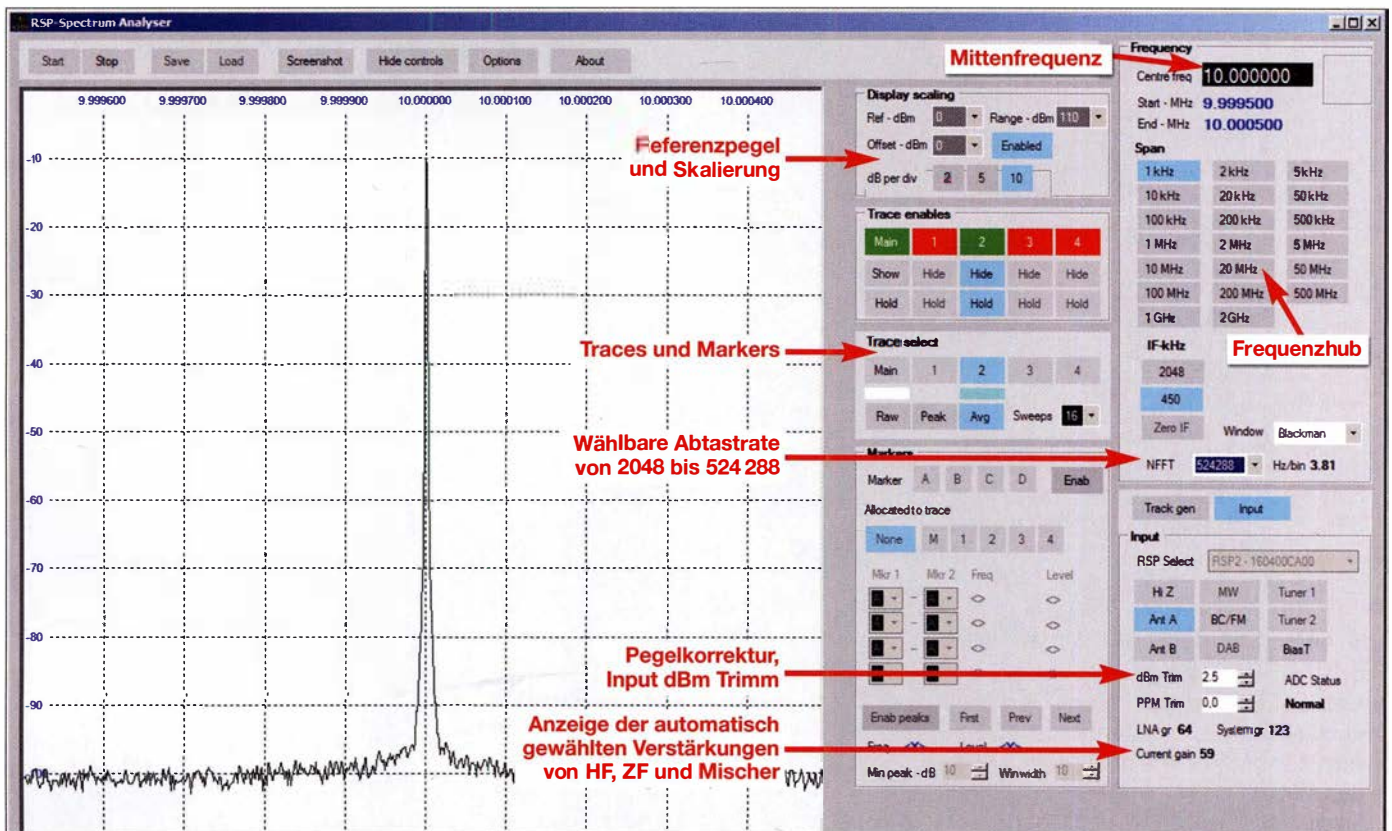 RSP-Spectrum Analyser
Start Stop Save Load Screenshot Hide controls Options About
9.999600 9.999700 9.999800 9.999900 10.000000 10.000100 10.000200 10.000300 10.000400
-10
-20
-30
-40
-50
-60
-70
-80
-90
Mittenfrequenz
Referenzpegel
und Skalierung
Traces und Markers
Wählbare Abtastrate
von 2048 bis 524 288
Pegelkorrektur,
Input dBm Trimm
Anzeige der automatisch
gewählten Verstärkungen
von HF, ZF und Mischer
Frequenzhub
Display scaling
Ref - dBm 0 Range - dBm 110
Offset - dBm 0 Enabled
dB per div 2 5 10
Trace enables
Main 1 2 3 4
Show Hide Hide Hide Hide
Hold Hold Hold Hold Hold
Trace select
Main 1 2 3 4
Raw Peak Avg Sweeps 16
Markers
Marker A B C D Enab
Allocated to trace
None M 1 2 3 4
Mkr 1 Mkr 2 Freq Level
- <> <>
- <> <>
- <> <>
Enab peaks First Prev Next
Freq <> Level <>
Min peak - dB 10 Win width 10
Frequency
Centre freq 10.000000
Start - MHz 9.999500
End - MHz 10.000500
Span
1 kHz 2 kHz 5 kHz
10 kHz 20 kHz 50 kHz
100 kHz 200 kHz 500 kHz
1 MHz 2 MHz 5 MHz
10 MHz 20 MHz 50 MHz
100 MHz 200 MHz 500 MHz
1 GHz 2 GHz
IF-kHz
2048
450
Zero IF Window Blackman
NFFT 524288 Hz/bin 3.81
Track gen Input
Input
RSP Select RSP2 - 160400CA00
Hi Z MW Tuner 1
Ant A BC/FM Tuner 2
Ant B DAB BiasT
dBm Trim 2.5 ADC Status
PPM Trim 0.0 Normal
LNA gr 64 System gr 123
Current gain 59